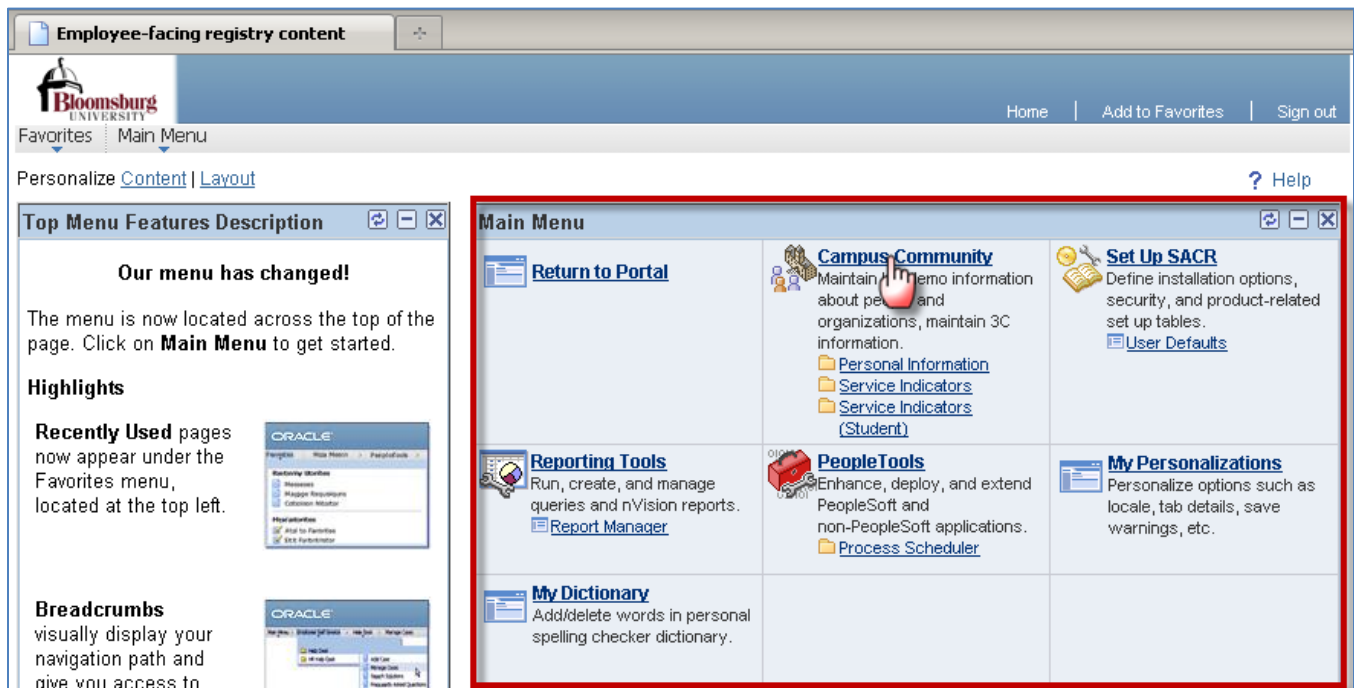 Employee-facing registry content
Bloomsburg
UNIVERSITY
Home | Add to Favorites | Sign out
Favorites Main Menu
Personalize Content | Layout
? Help
Top Menu Features Description
Our menu has changed!
The menu is now located across the top of the
page. Click on Main Menu to get started.
Highlights
Recently Used pages
now appear under the
Favorites menu,
located at the top left.
ORACLE
Breadcrumbs
visually display your
navigation path and
give you access to
ORACLE
Main Menu
Return to Portal
Campus Community
Maintain demo information
about and
organizations, maintain 3C
information.
Personal Information
Service Indicators
Service Indicators
(Student)
Set Up SACR
Define installation options,
security, and product-related
set up tables.
User Defaults
Reporting Tools
Run, create, and manage
queries and nVision reports.
Report Manager
PeopleTools
Enhance, deploy, and extend
PeopleSoft and
non-PeopleSoft applications.
Process Scheduler
My Personalizations
Personalize options such as
locale, tab details, save
warnings, etc.
My Dictionary
Add/delete words in personal
spelling checker dictionary.